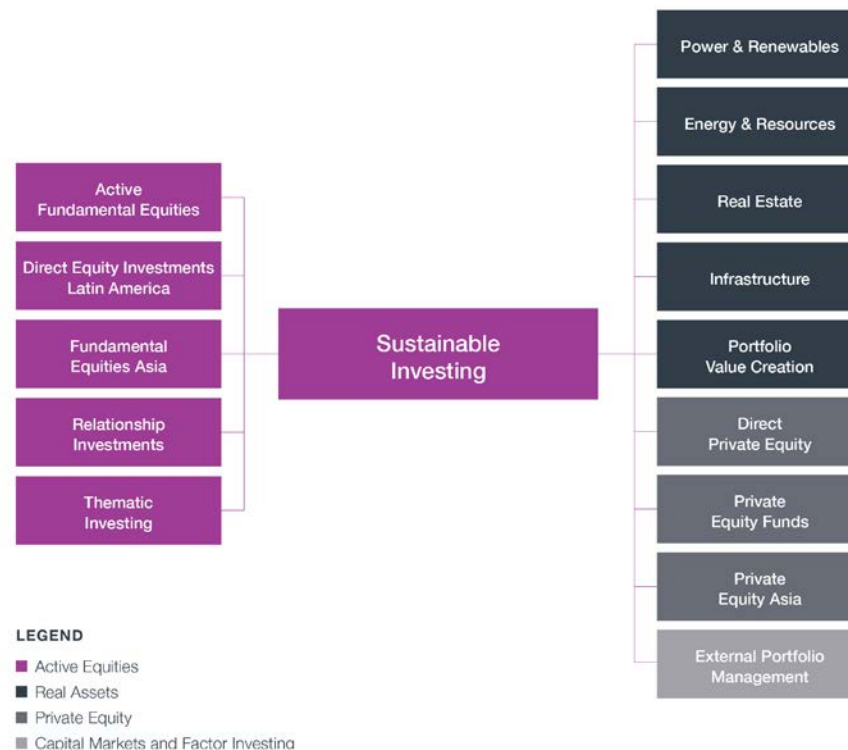 Active
Fundamental Equities
Direct Equity Investments
Latin America
Fundamental
Equities Asia
Relationship
Investments
Thematic
Investing
Sustainable
Investing
Power & Renewables
Energy & Resources
Real Estate
Infrastructure
Portfolio
Value Creation
Direct
Private Equity
Private
Equity Funds
Private
Equity Asia
External Portfolio
Management
LEGEND
Active Equities
Real Assets
Private Equity
Capital Markets and Factor Investing